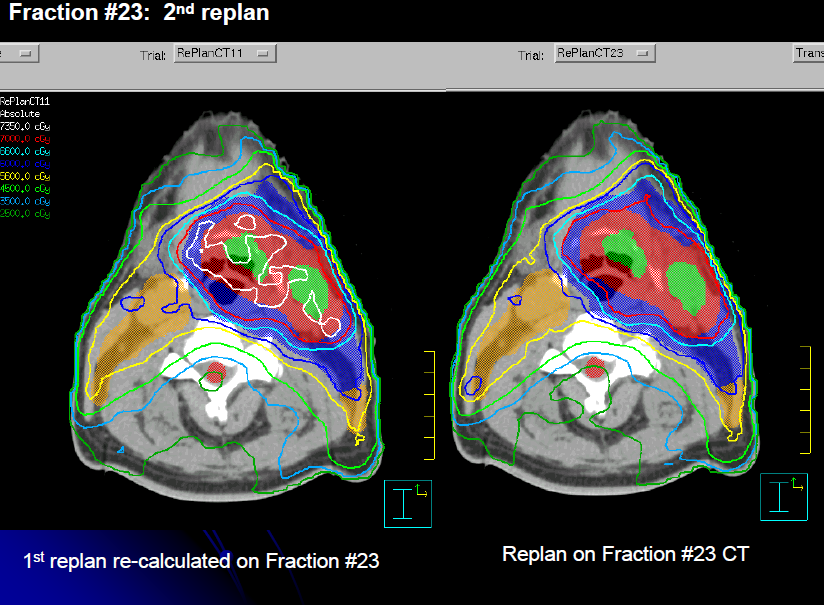 Fraction #23: 2nd replan
Trial: RePlanCT11
Trial: RePlanCT23
Trans
RePlanCT11
Absolute
7350.0 cGy
7000.0 cGy
6600.0 cGy
5600.0 cGy
4500.0 cGy
3500.0 cGy
2500.0 cGy
1st replan re-calculated on Fraction #23
Replan on Fraction #23 CT